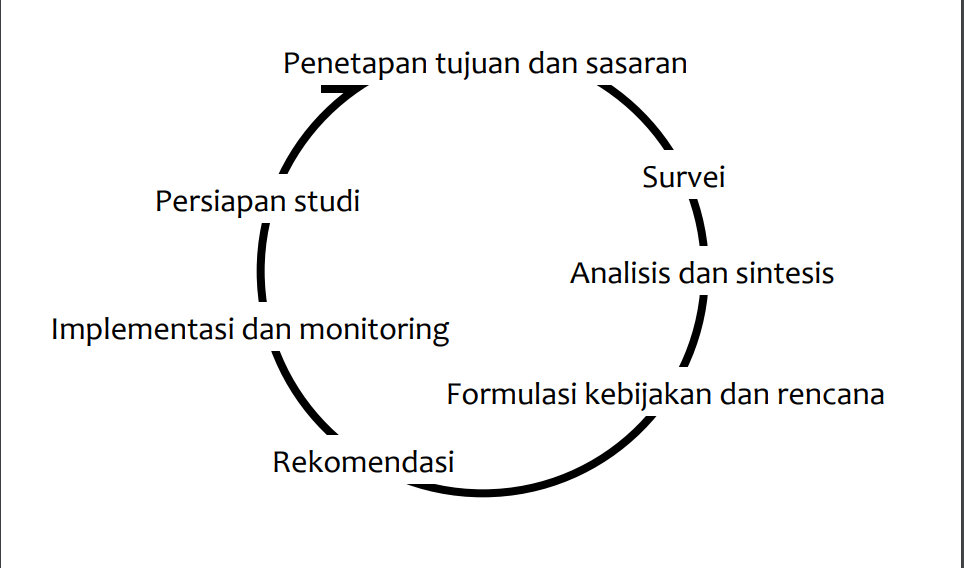 Penetapan tujuan dan sasaran
Survei
Persiapan studi
Analisis dan sintesis
Implementasi dan monitoring
Formulasi kebijakan dan rencana
Rekomendasi